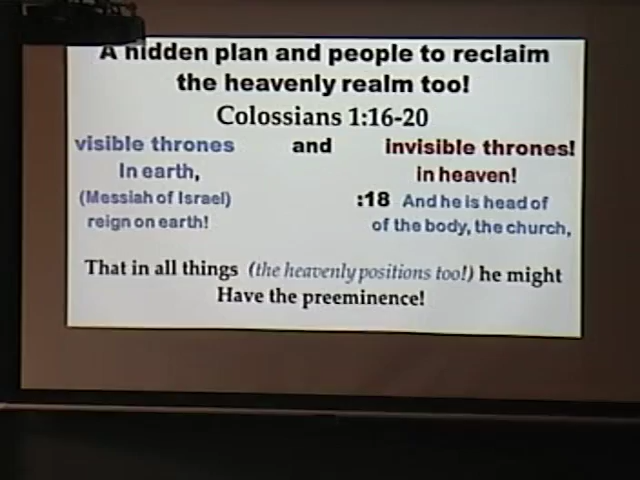 A hidden plan and people to reclaim
the heavenly realm too!
Colossians 1:16-20
visible thrones and invisible thrones!
In earth, in heaven!
(Messiah of Israel) :18 And he is head of
reign on earth! of the body, the church,
That in all things (the heavenly positions too!) he might
Have the preeminence!